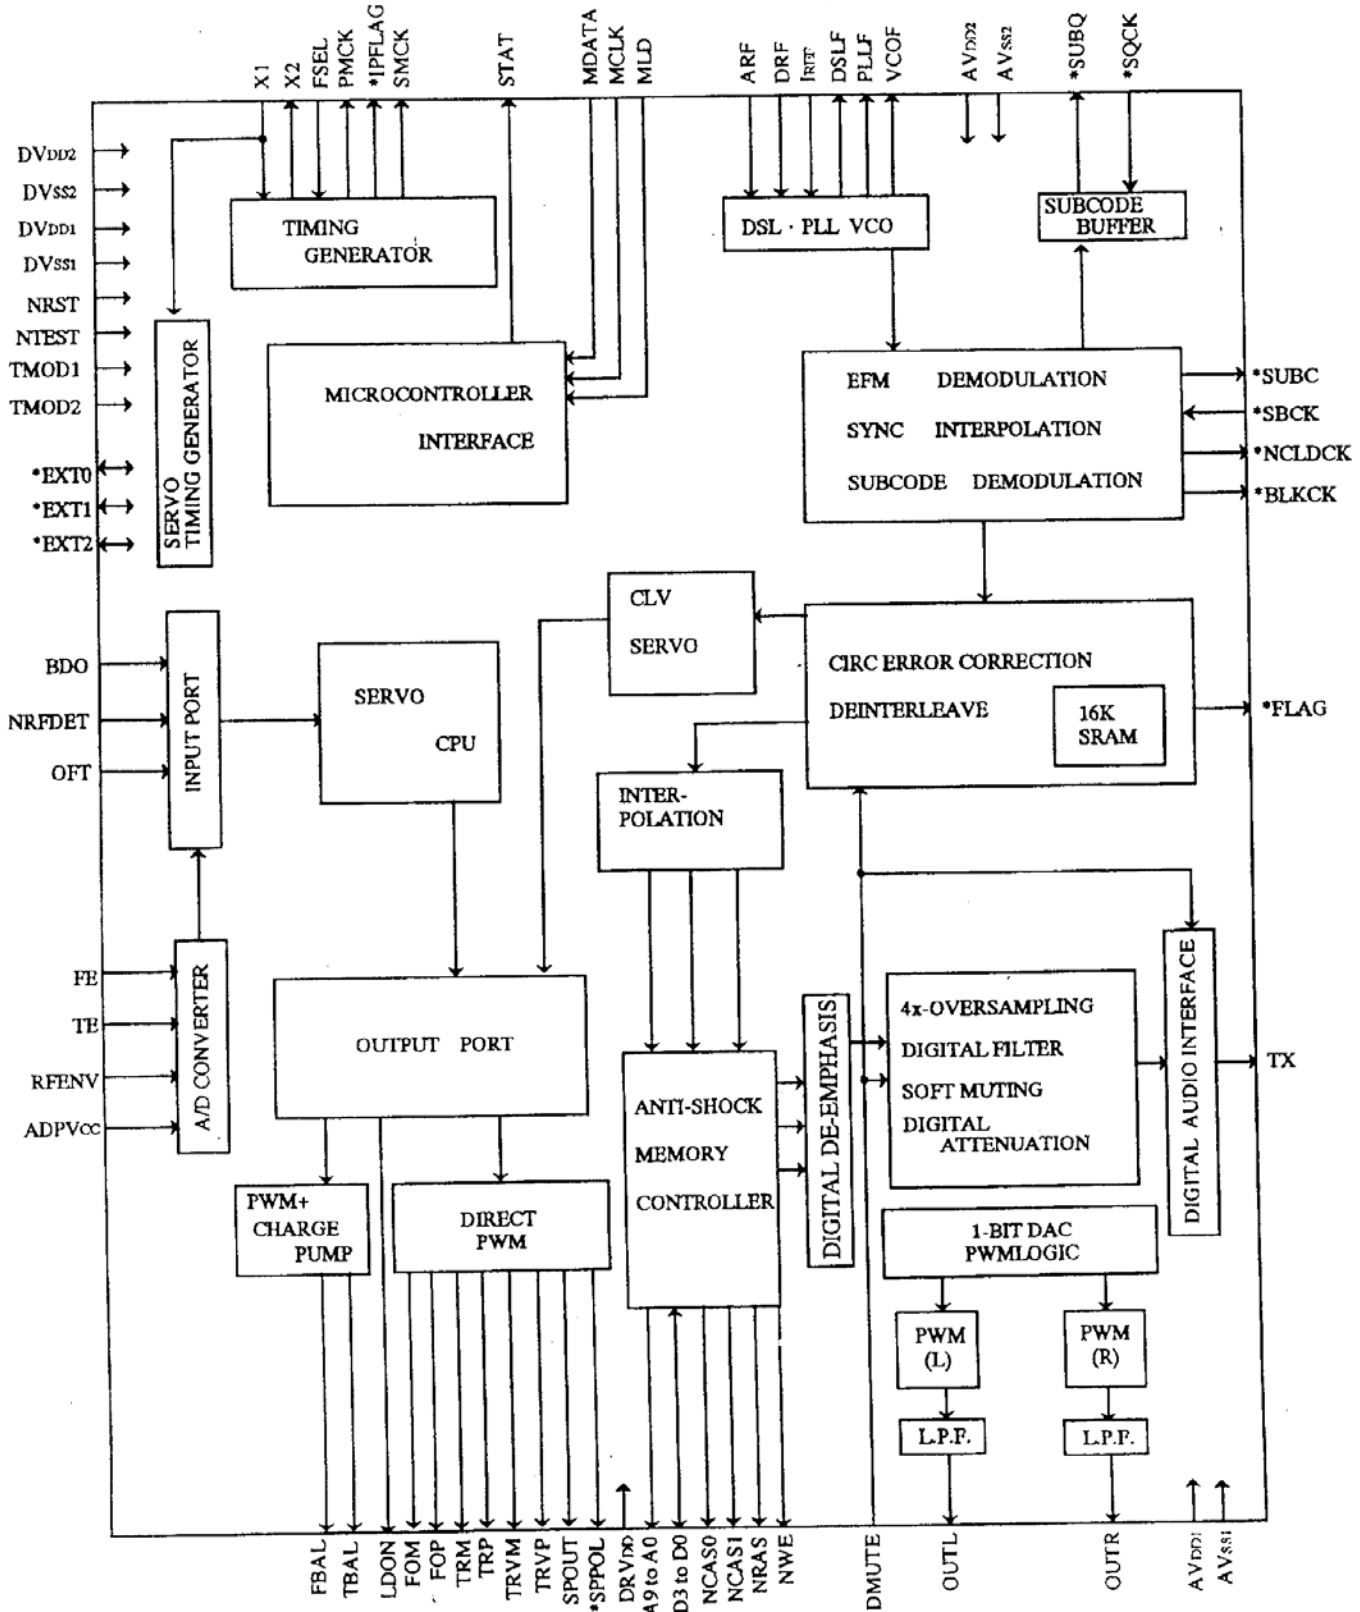 X1
X2
FSEL
PMCK
*IPFLAG
SMCK
STAT
MDATA
MCLK
MLD
ARF
DRF
IREF
DSLF
PLLF
VCOF
AVDD2
AVSS2
*SUBQ
*SQCK
DVDD2
DVSS2
DVDD1
DVSS1
NRST
NTEST
TMOD1
TMOD2
*EXT0
*EXT1
*EXT2
BDO
NRFDET
OFT
FE
TE
RFENV
ADPVCC
TIMING
GENERATOR
SERVO
TIMING GENERATOR
MICROCONTROLLER
INTERFACE
DSL · PLL VCO
SUBCODE
BUFFER
EFM DEMODULATION
SYNC INTERPOLATION
SUBCODE DEMODULATION
*SUBC
*SBCK
*NCLDCK
*BLKCK
INPUT PORT
SERVO
CPU
CLV
SERVO
CIRC ERROR CORRECTION
DEINTERLEAVE
16K
SRAM
*FLAG
INTER-
POLATION
A/D CONVERTER
OUTPUT PORT
ANTI-SHOCK
MEMORY
CONTROLLER
DIGITAL DE-EMPHASIS
4x-OVERSAMPLING
DIGITAL FILTER
SOFT MUTING
DIGITAL
ATTENUATION
DIGITAL AUDIO INTERFACE
TX
PWM+
CHARGE
PUMP
DIRECT
PWM
1-BIT DAC
PWMLOGIC
PWM
(L)
PWM
(R)
L.P.F.
L.P.F.
FBAL
TBAL
LDON
FOM
FOP
TRM
TRP
TRVM
TRVP
SPOUT
*SPPOL
DRVDD
A9 to A0
D3 to D0
NCAS0
NCAS1
NRAS
NWE
DMUTE
OUTL
OUTR
AVDD1
AVSS1